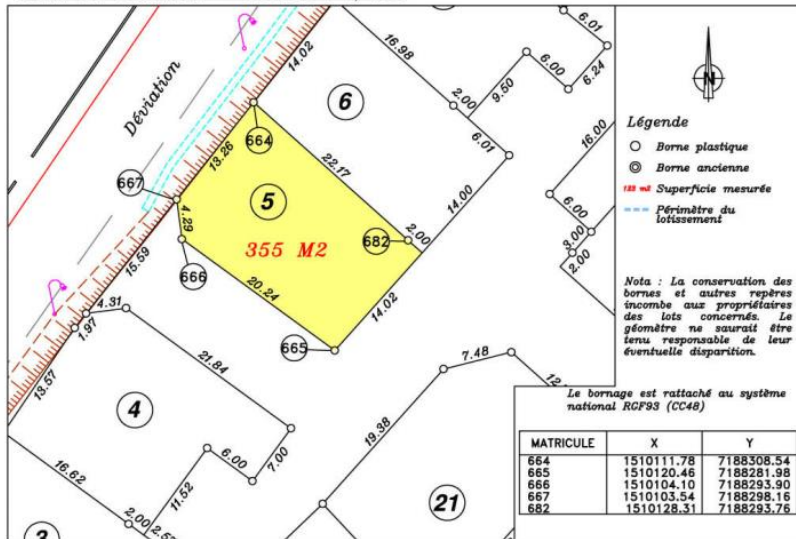 Déviation
14.02
16.98
2.00
9.50
6.00
6.24
6.01
6.01
6
664
13.26
22.17
14.00
16.00
6.00
3.00
2.00
667
5
682
2.00
4.29
355 M2
666
15.59
20.24
14.02
665
4.31
1.97
13.57
21.84
4
7.00
6.00
11.52
16.62
2.00
7.48
19.38
21
N
Légende
Borne plastique
Borne ancienne
122 m2 Superficie mesurée
Périmètre du
lotissement
Nota : La conservation des
bornes et autres repères
incombe aux propriétaires
des lots concernés. Le
géomètre ne saurait être
tenu responsable de leur
éventuelle disparition.
Le bornage est rattaché au système
national RGF93 (CC48)
MATRICULE X Y
664 1510111.78 7188308.54
665 1510120.46 7188281.98
666 1510104.10 7188293.90
667 1510103.54 7188298.16
682 1510128.31 7188293.76